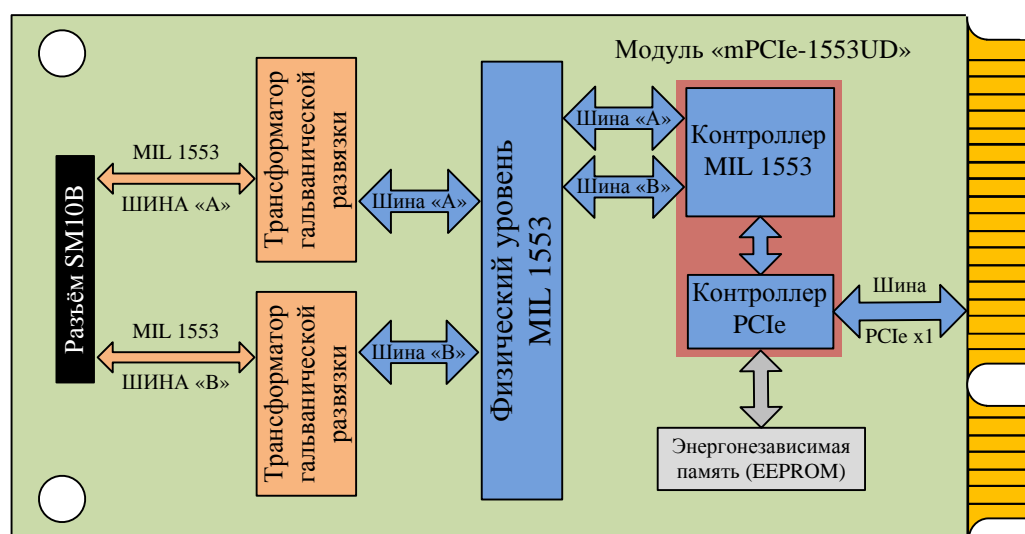 Модуль «mPCIe-1553UD»
Разъём SM10B
MIL 1553
ШИНА «А»
MIL 1553
ШИНА «В»
Трансформатор
гальванической
развязки
Трансформатор
гальванической
развязки
Шина «А»
Шина «В»
Физический уровень
MIL 1553
Шина «А»
Шина «В»
Контроллер
MIL 1553
Контроллер
PCIe
Шина
PCIe x1
Энергонезависимая
память (EEPROM)